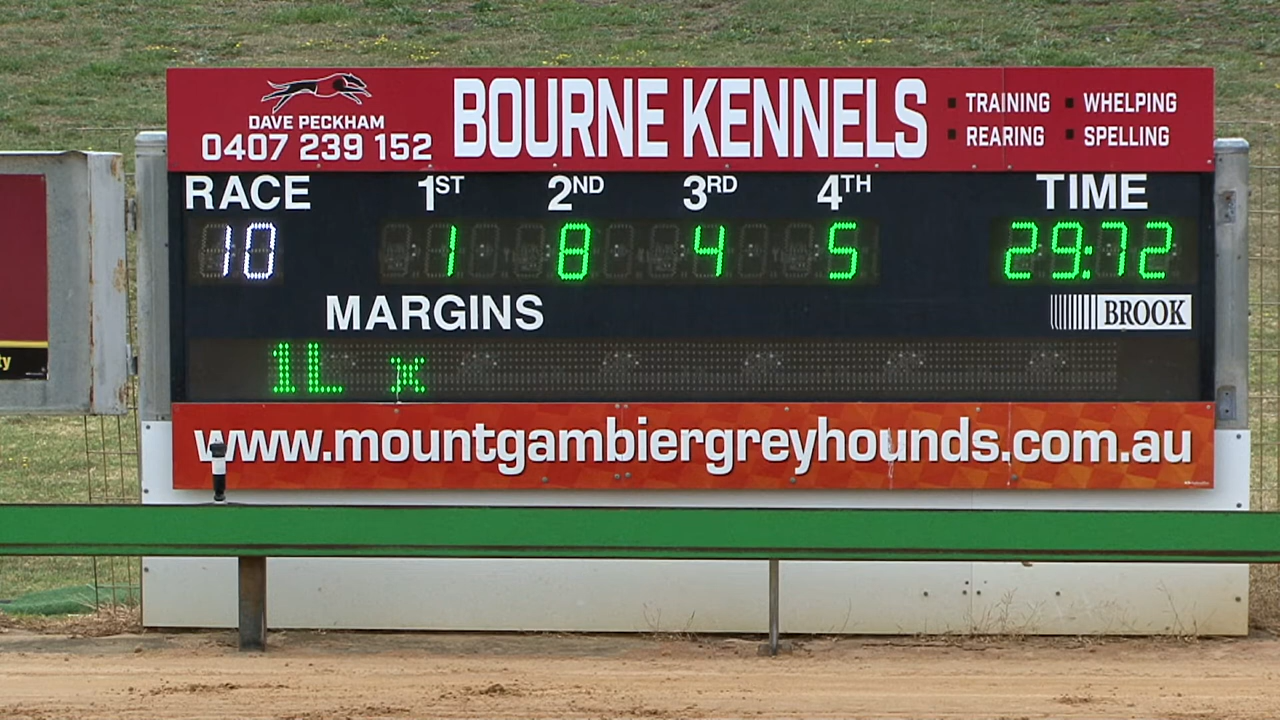 DAVE PECKHAM
0407 239 152
BOURNE KENNELS
TRAINING WHELPING
REARING SPELLING
RACE 1ST 2ND 3RD 4TH TIME
10 1 8 4 5 29:72
MARGINS
BROOK
1L x
ty
www.mountgambiergreyhounds.com.au